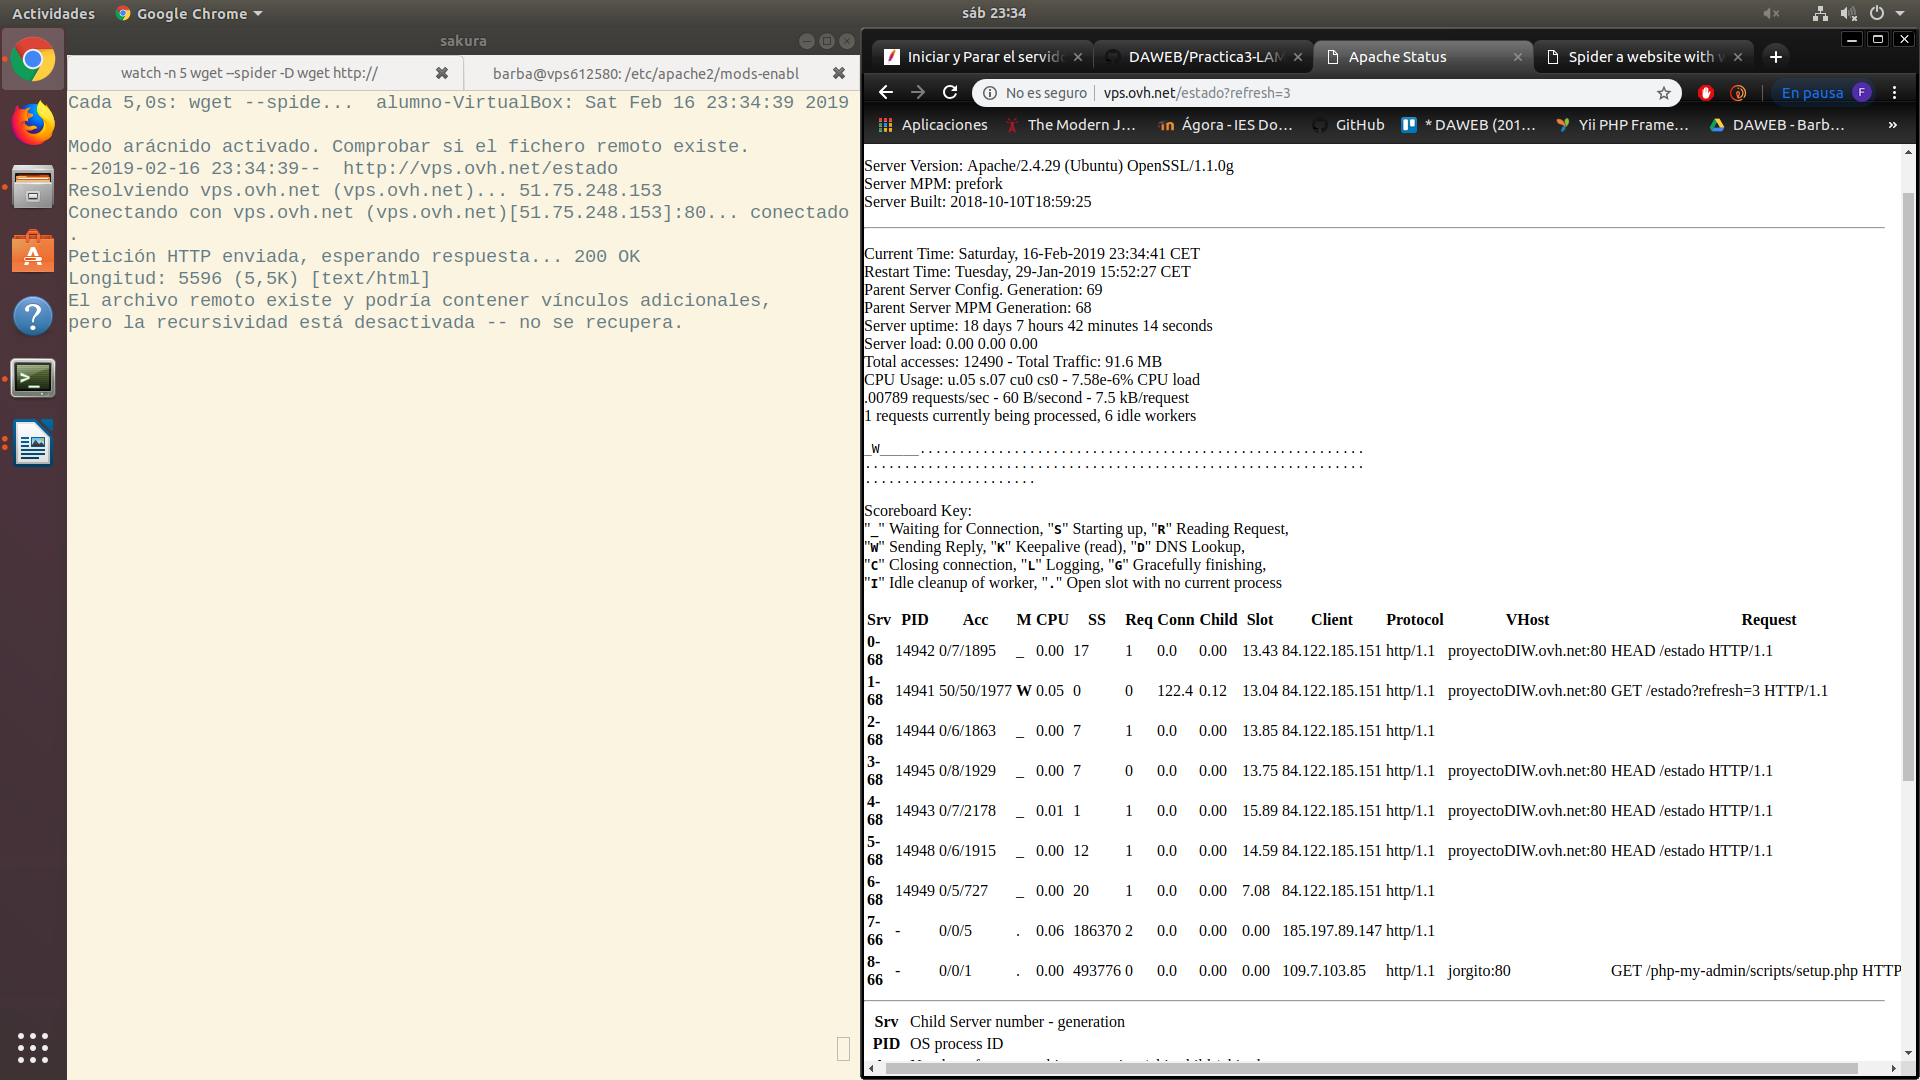 Actividades
Google Chrome
sáb 23:34
sakura
watch -n 5 wget --spider -D wget http://
barba@vps612580: /etc/apache2/mods-enabl
Cada 5,0s: wget --spide...  alumno-VirtualBox: Sat Feb 16 23:34:39 2019
Modo arácnido activado. Comprobar si el fichero remoto existe.
--2019-02-16 23:34:39--  http://vps.ovh.net/estado
Resolviendo vps.ovh.net (vps.ovh.net)... 51.75.248.153
Conectando con vps.ovh.net (vps.ovh.net)[51.75.248.153]:80... conectado
.
Petición HTTP enviada, esperando respuesta... 200 OK
Longitud: 5596 (5,5K) [text/html]
El archivo remoto existe y podría contener vínculos adicionales,
pero la recursividad está desactivada -- no se recupera.
Iniciar y Parar el servido
DAWEB/Practica3-LAM
Apache Status
Spider a website with
No es seguro
vps.ovh.net/estado?refresh=3
En pausa
F
Aplicaciones
The Modern J...
Ágora - IES Do...
GitHub
* DAWEB (201...
Yii PHP Frame...
DAWEB - Barb...
»
Server Version: Apache/2.4.29 (Ubuntu) OpenSSL/1.1.0g
Server MPM: prefork
Server Built: 2018-10-10T18:59:25
Current Time: Saturday, 16-Feb-2019 23:34:41 CET
Restart Time: Tuesday, 29-Jan-2019 15:52:27 CET
Parent Server Config. Generation: 69
Parent Server MPM Generation: 68
Server uptime: 18 days 7 hours 42 minutes 14 seconds
Server load: 0.00 0.00 0.00
Total accesses: 12490 - Total Traffic: 91.6 MB
CPU Usage: u.05 s.07 cu0 cs0 - 7.58e-6% CPU load
.00789 requests/sec - 60 B/second - 7.5 kB/request
1 requests currently being processed, 6 idle workers
_W_____.........................................................
................................................................
......................
Scoreboard Key:
"_" Waiting for Connection, "S" Starting up, "R" Reading Request,
"W" Sending Reply, "K" Keepalive (read), "D" DNS Lookup,
"C" Closing connection, "L" Logging, "G" Gracefully finishing,
"I" Idle cleanup of worker, "." Open slot with no current process
Srv PID Acc M CPU SS Req Conn Child Slot Client Protocol VHost Request
0-68 14942 0/7/1895 _ 0.00 17 1 0.0 0.00 13.43 84.122.185.151 http/1.1 proyectoDIW.ovh.net:80 HEAD /estado HTTP/1.1
1-68 14941 50/50/1977 W 0.05 0 0 122.4 0.12 13.04 84.122.185.151 http/1.1 proyectoDIW.ovh.net:80 GET /estado?refresh=3 HTTP/1.1
2-68 14944 0/6/1863 _ 0.00 7 1 0.0 0.00 13.85 84.122.185.151 http/1.1
3-68 14945 0/8/1929 _ 0.00 7 0 0.0 0.00 13.75 84.122.185.151 http/1.1 proyectoDIW.ovh.net:80 HEAD /estado HTTP/1.1
4-68 14943 0/7/2178 _ 0.01 1 1 0.0 0.00 15.89 84.122.185.151 http/1.1 proyectoDIW.ovh.net:80 HEAD /estado HTTP/1.1
5-68 14948 0/6/1915 _ 0.00 12 1 0.0 0.00 14.59 84.122.185.151 http/1.1 proyectoDIW.ovh.net:80 HEAD /estado HTTP/1.1
6-68 14949 0/5/727 _ 0.00 20 1 0.0 0.00 7.08 84.122.185.151 http/1.1
7-66 - 0/0/5 . 0.06 186370 2 0.0 0.00 0.00 185.197.89.147 http/1.1
8-66 - 0/0/1 . 0.00 493776 0 0.0 0.00 0.00 109.7.103.85 http/1.1 jorgito:80 GET /php-my-admin/scripts/setup.php HTTP
Srv Child Server number - generation
PID OS process ID